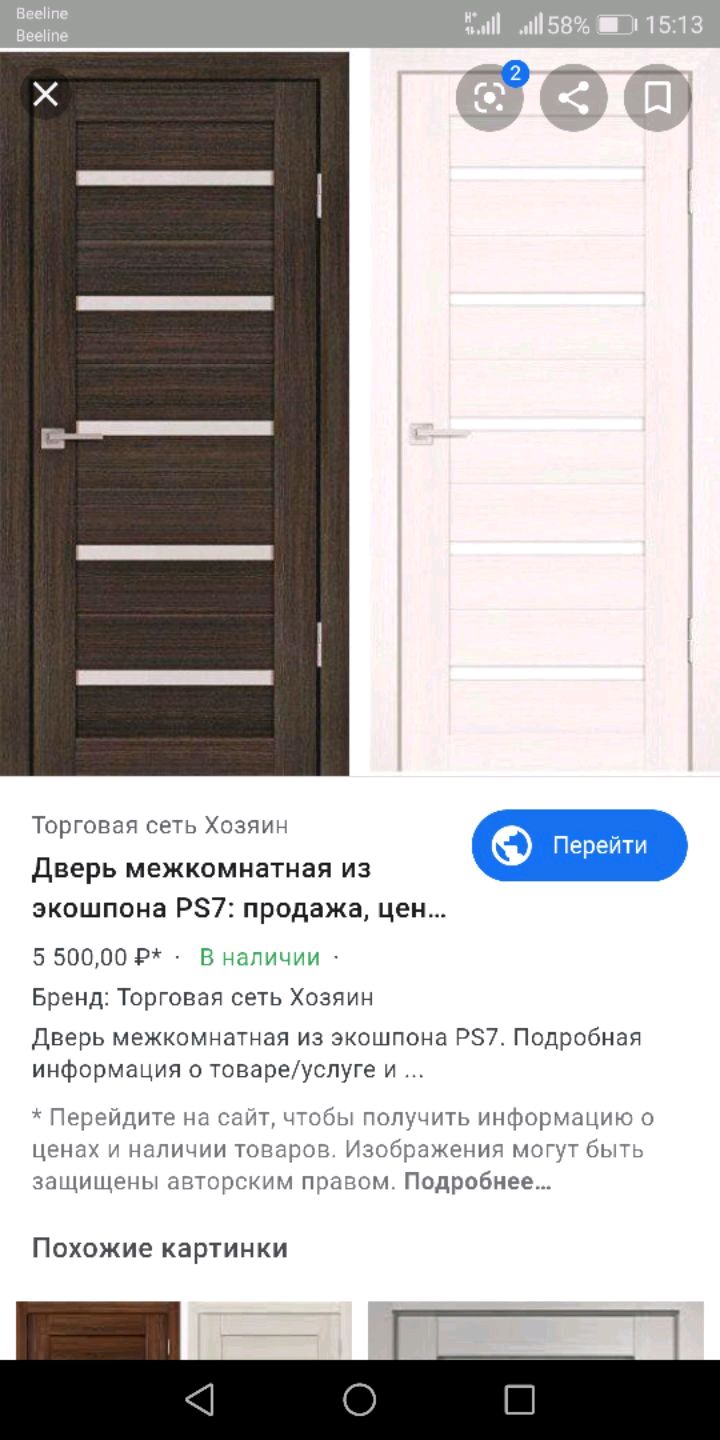 Beeline
Beeline
H+ 58% 15:13
2
Торговая сеть Хозяин
Перейти
Дверь межкомнатная из
экошпона PS7: продажа, цен...
5 500,00 ₽* · В наличии ·
Бренд: Торговая сеть Хозяин
Дверь межкомнатная из экошпона PS7. Подробная
информация о товаре/услуге и ...
* Перейдите на сайт, чтобы получить информацию о
ценах и наличии товаров. Изображения могут быть
защищены авторским правом. Подробнее...
Похожие картинки